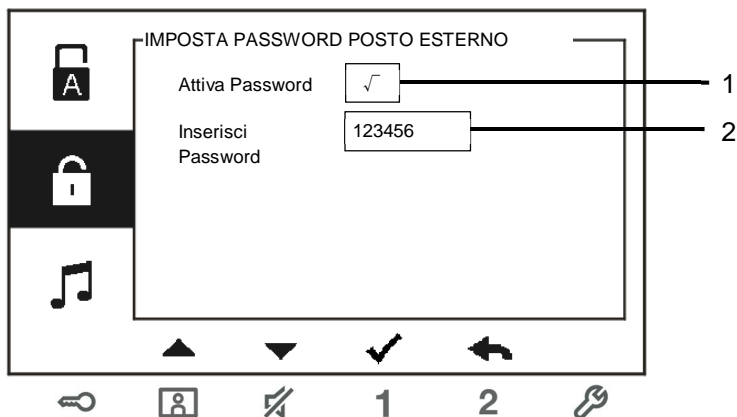 IMPOSTA PASSWORD POSTO ESTERNO
A
Attiva Password √ 1
Inserisci Password 123456 2
1 2